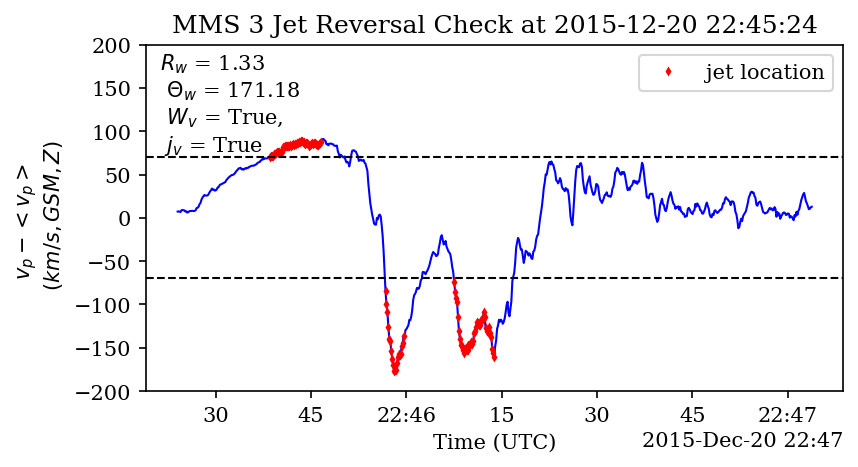 MMS 3 Jet Reversal Check at 2015-12-20 22:45:24
R_w = 1.33
Θ_w = 171.18
W_v = True,
j_v = True
jet location
v_p − < v_p >
(km/s, GSM, Z)
200
150
100
50
0
−50
−100
−150
−200
30 45 22:46 15 30 45 22:47
Time (UTC)
2015-Dec-20 22:47